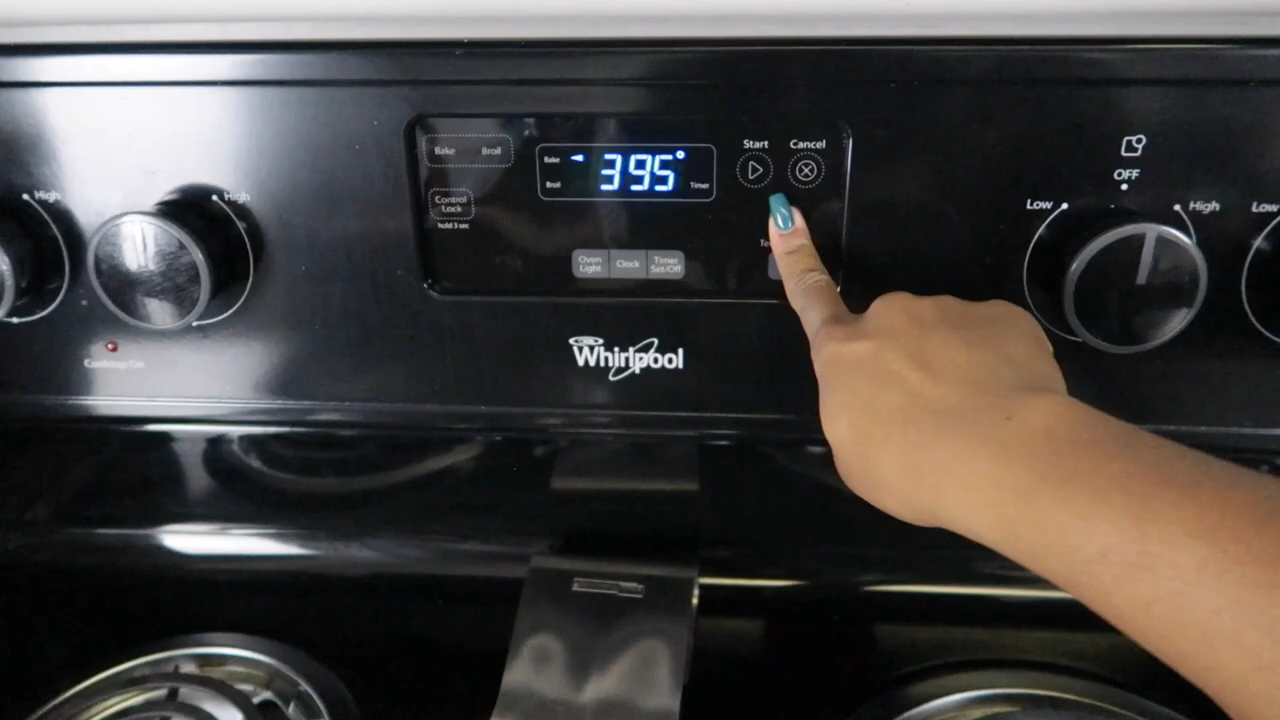 High
High
Cooktop On
Bake Broil
Control
Lock
hold 3 sec
Bake
395°
Broil
Timer
Start
Cancel
Oven
Light
Clock
Timer
Set/Off
Whirlpool
OFF
Low
High
Low